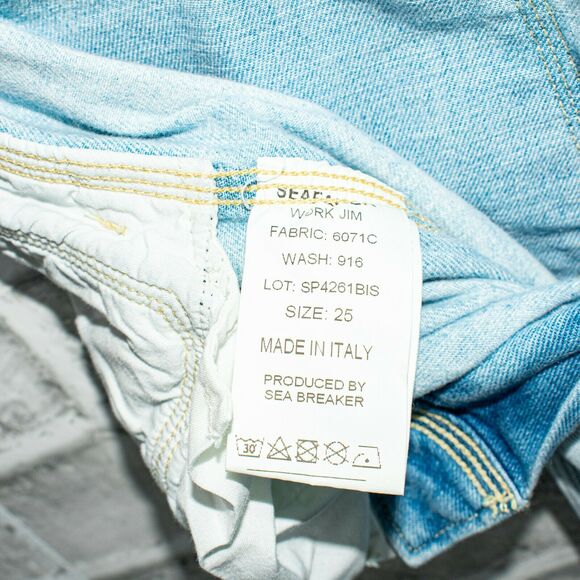 WORK JIM
FABRIC: 6071C
WASH: 916
LOT: SP4261BIS
SIZE: 25
MADE IN ITALY
PRODUCED BY
SEA BREAKER
30